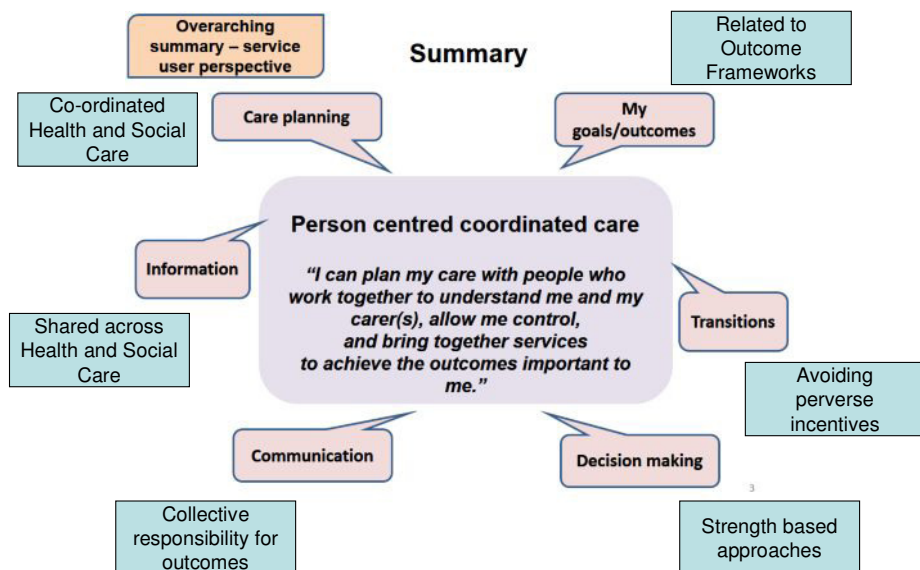 Overarching
summary – service
user perspective
Summary
Related to
Outcome
Frameworks
Co-ordinated
Health and Social
Care
Care planning
My
goals/outcomes
Person centred coordinated care
“I can plan my care with people who
work together to understand me and my
carer(s), allow me control,
and bring together services
to achieve the outcomes important to
me.”
Information
Shared across
Health and Social
Care
Transitions
Avoiding
perverse
incentives
Communication
Decision making
3
Collective
responsibility for
outcomes
Strength based
approaches